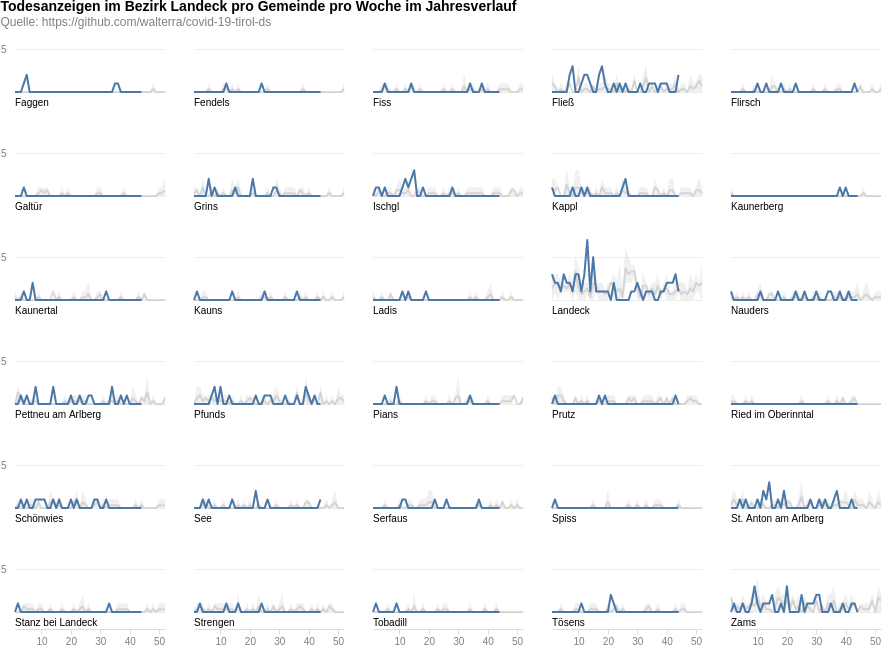 Todesanzeigen im Bezirk Landeck pro Gemeinde pro Woche im Jahresverlauf
Quelle: https://github.com/walterra/covid-19-tirol-ds
5
Faggen Fendels Fiss Fließ Flirsch
5
Galtür Grins Ischgl Kappl Kaunerberg
5
Kaunertal Kauns Ladis Landeck Nauders
5
Pettneu am Arlberg Pfunds Pians Prutz Ried im Oberinntal
5
Schönwies See Serfaus Spiss St. Anton am Arlberg
5
Stanz bei Landeck Strengen Tobadill Tösens Zams
10 20 30 40 50 10 20 30 40 50 10 20 30 40 50 10 20 30 40 50 10 20 30 40 50